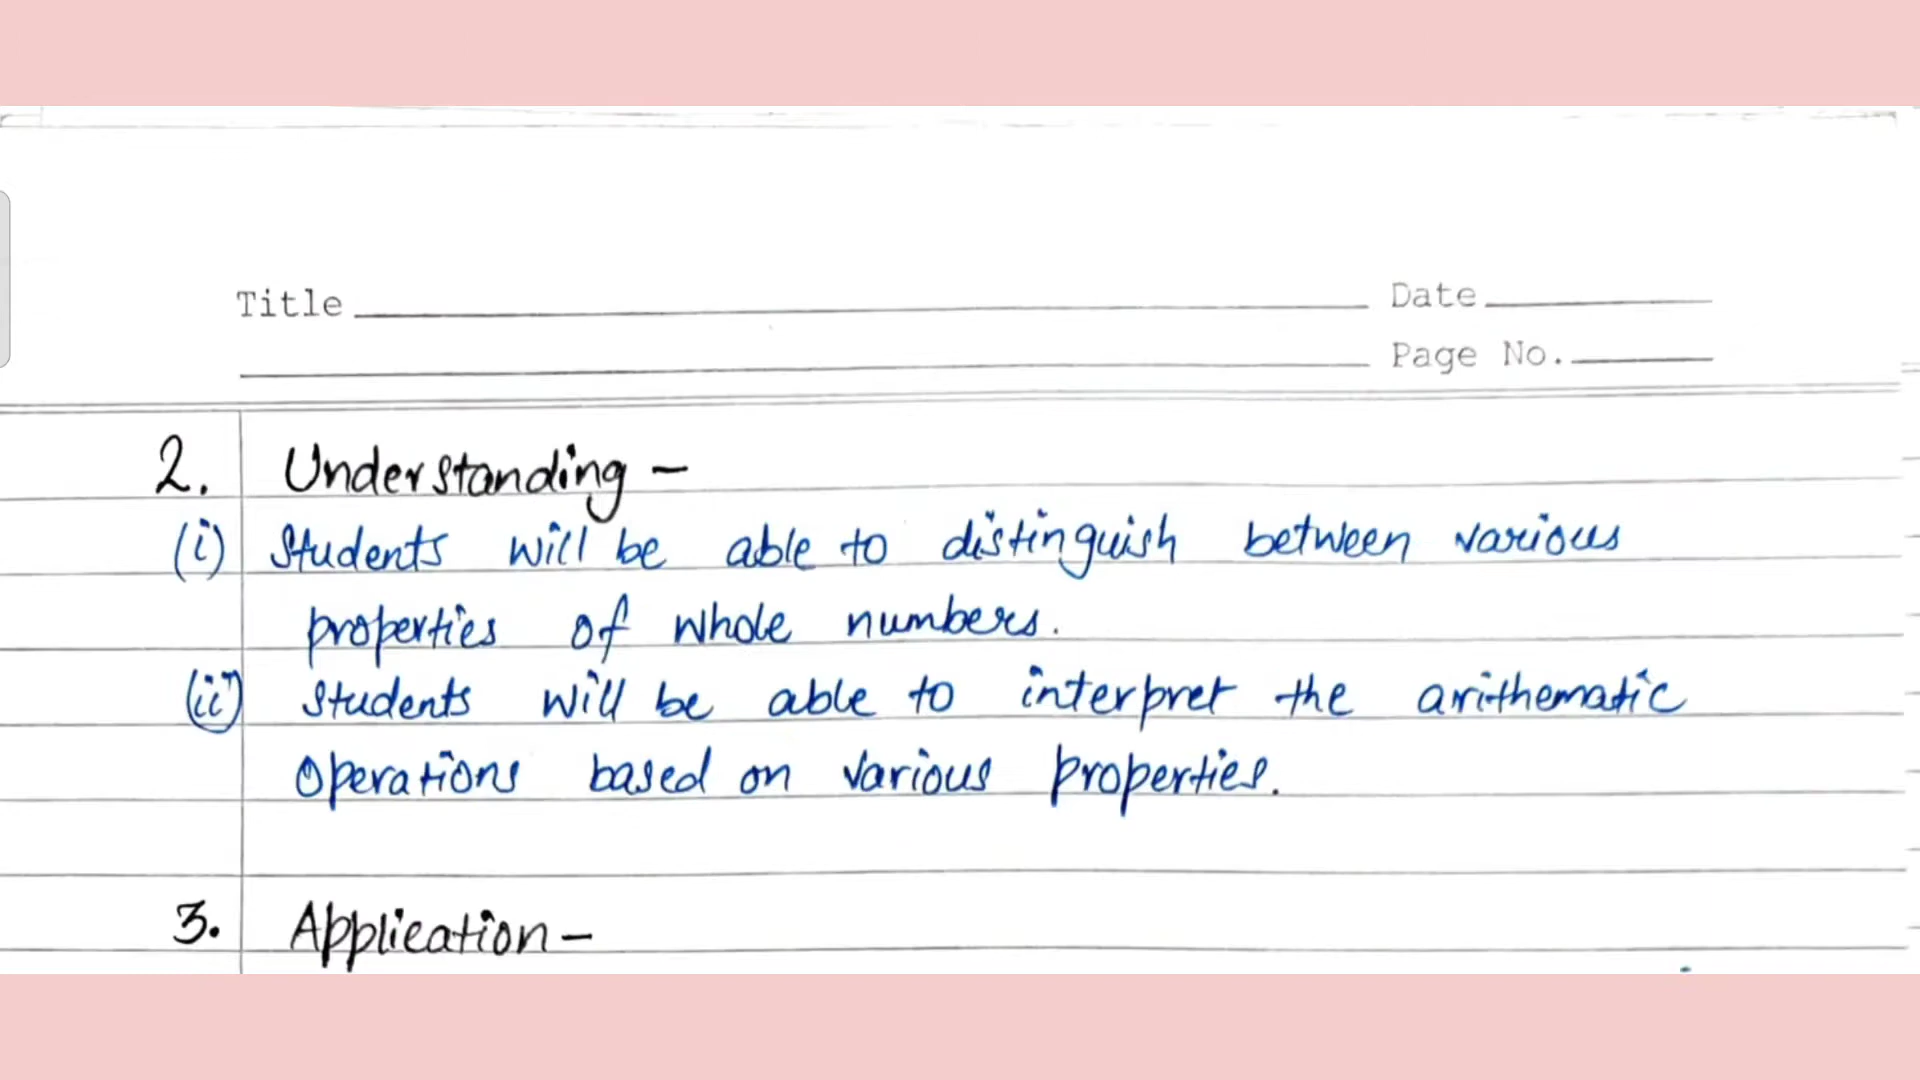 Title Date
Page No.
2. Understanding -
(i) Students will be able to distinguish between various
properties of whole numbers.
(ii) Students will be able to interpret the arithematic
Operations based on various properties.
3. Application -